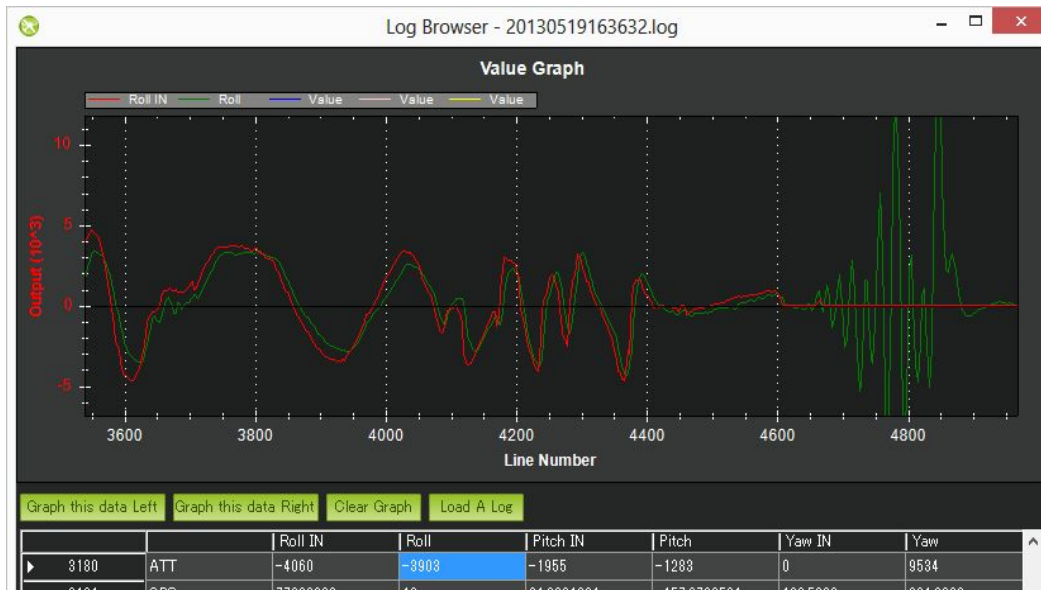 Log Browser - 20130519163632.log
Value Graph
Roll IN Roll Value Value Value
Output (10^3)
10
5
0
-5
3600 3800 4000 4200 4400 4600 4800
Line Number
Graph this data Left Graph this data Right Clear Graph Load A Log
Roll IN Roll Pitch IN Pitch Yaw IN Yaw
3180 ATT -4060 -3903 -1955 -1283 0 9534